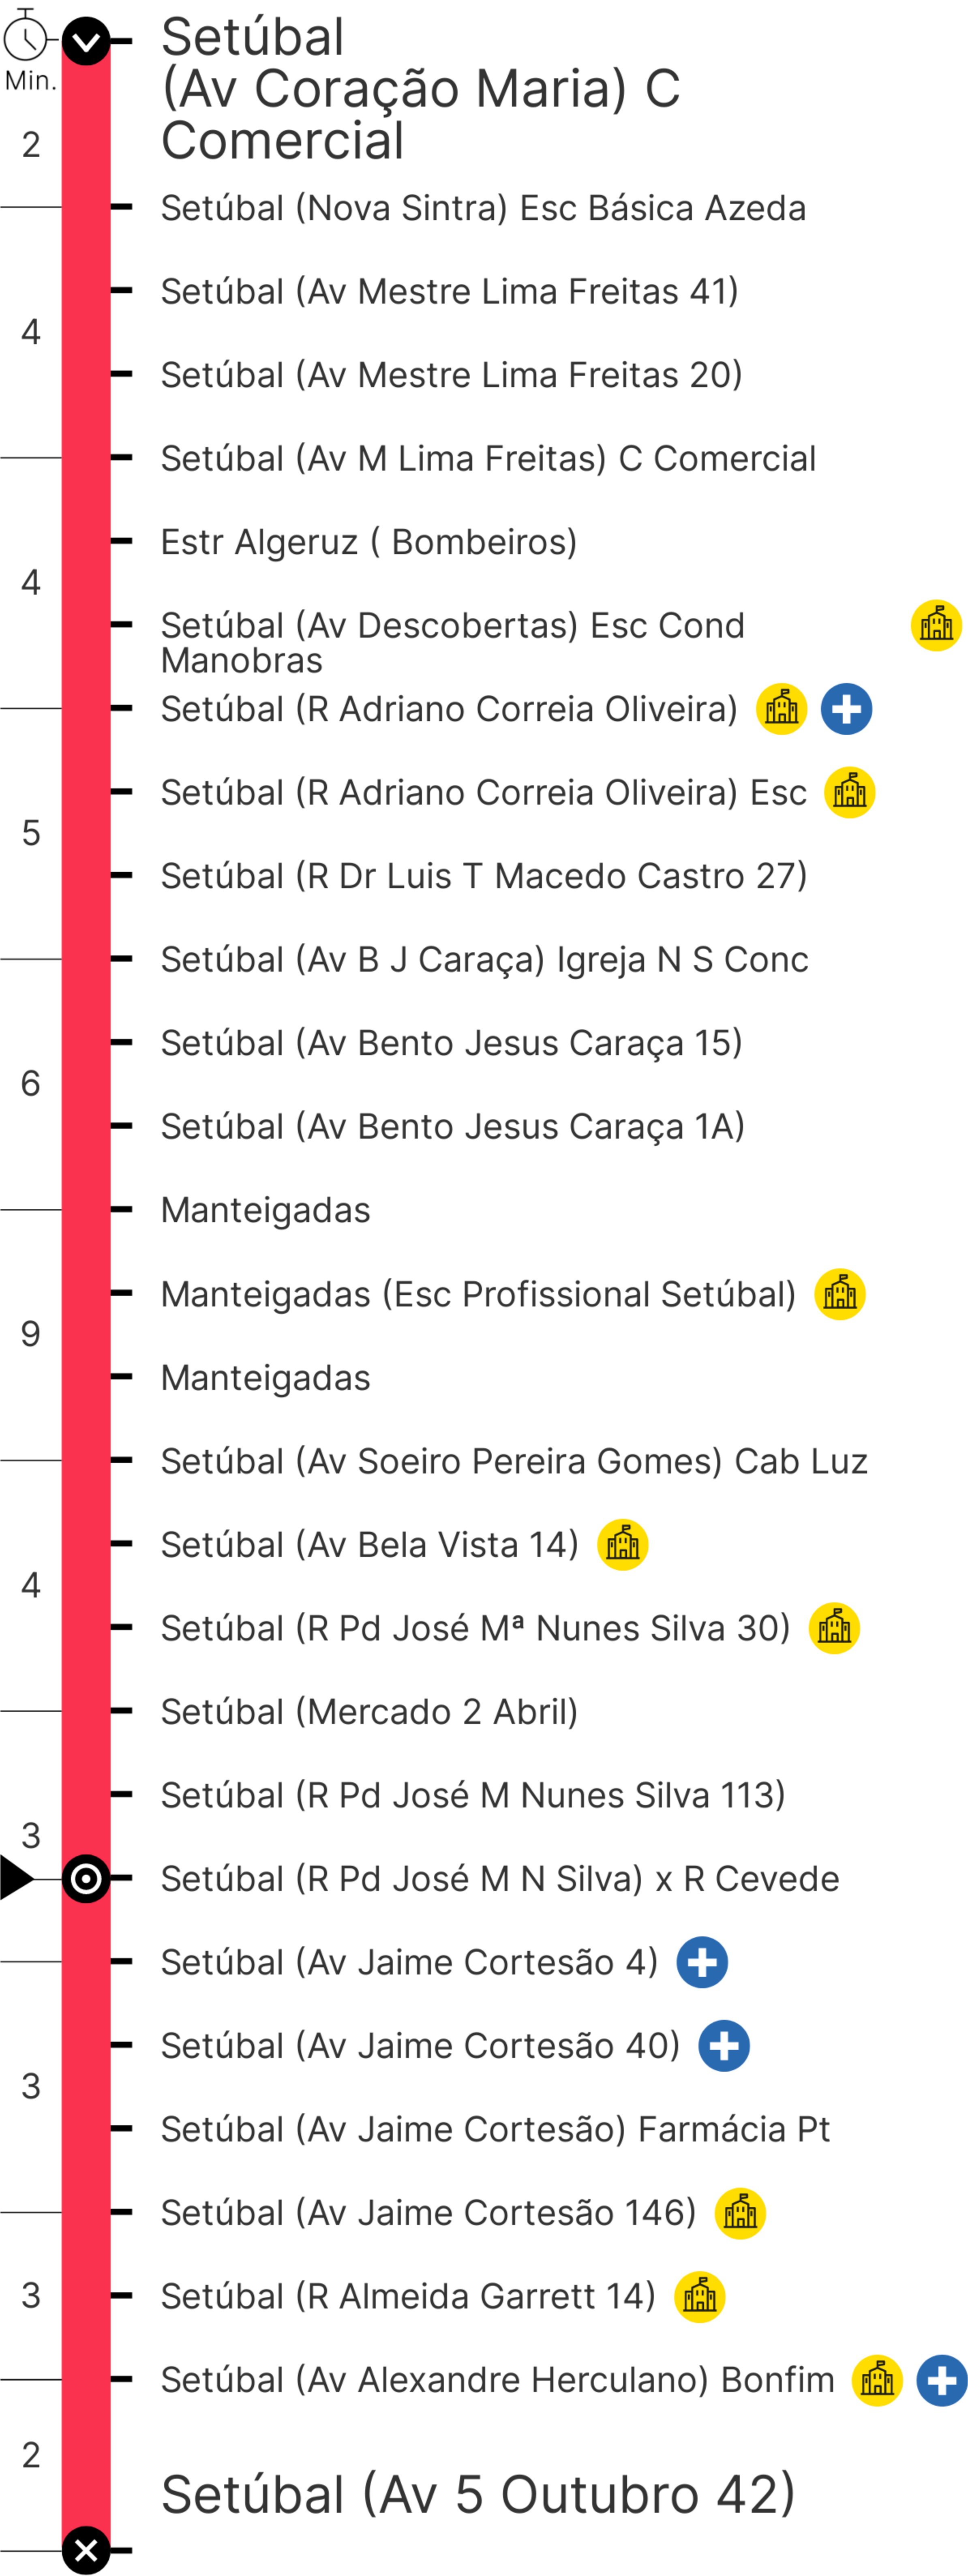 Setúbal
(Av Coração Maria) C
Comercial
Min.
2
Setúbal (Nova Sintra) Esc Básica Azeda
Setúbal (Av Mestre Lima Freitas 41)
4
Setúbal (Av Mestre Lima Freitas 20)
Setúbal (Av M Lima Freitas) C Comercial
Estr Algeruz ( Bombeiros)
4
Setúbal (Av Descobertas) Esc Cond
Manobras
Setúbal (R Adriano Correia Oliveira)
Setúbal (R Adriano Correia Oliveira) Esc
5
Setúbal (R Dr Luis T Macedo Castro 27)
Setúbal (Av B J Caraça) Igreja N S Conc
Setúbal (Av Bento Jesus Caraça 15)
6
Setúbal (Av Bento Jesus Caraça 1A)
Manteigadas
Manteigadas (Esc Profissional Setúbal)
9
Manteigadas
Setúbal (Av Soeiro Pereira Gomes) Cab Luz
Setúbal (Av Bela Vista 14)
4
Setúbal (R Pd José Mª Nunes Silva 30)
Setúbal (Mercado 2 Abril)
Setúbal (R Pd José M Nunes Silva 113)
3
Setúbal (R Pd José M N Silva) x R Cevede
Setúbal (Av Jaime Cortesão 4)
Setúbal (Av Jaime Cortesão 40)
3
Setúbal (Av Jaime Cortesão) Farmácia Pt
Setúbal (Av Jaime Cortesão 146)
3
Setúbal (R Almeida Garrett 14)
Setúbal (Av Alexandre Herculano) Bonfim
2
Setúbal (Av 5 Outubro 42)